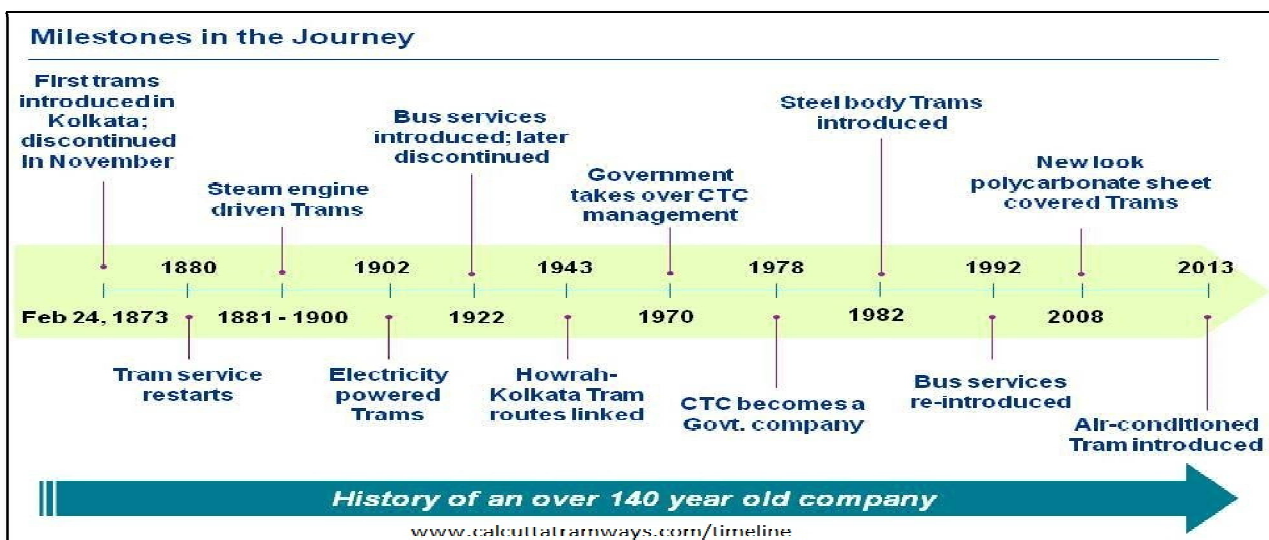 Milestones in the Journey
First trams
introduced in
Kolkata;
discontinued
in November
Steam engine
driven Trams
Bus services
introduced; later
discontinued
Government
takes over CTC
management
Steel body Trams
introduced
New look
polycarbonate sheet
covered Trams
1880
1902
1943
1978
1992
2013
Feb 24, 1873
1881 - 1900
1922
1970
1982
2008
Tram service
restarts
Electricity
powered
Trams
Howrah-
Kolkata Tram
routes linked
CTC becomes a
Govt. company
Bus services
re-introduced
Air-conditioned
Tram introduced
History of an over 140 year old company
www.calcuttatramways.com/timeline